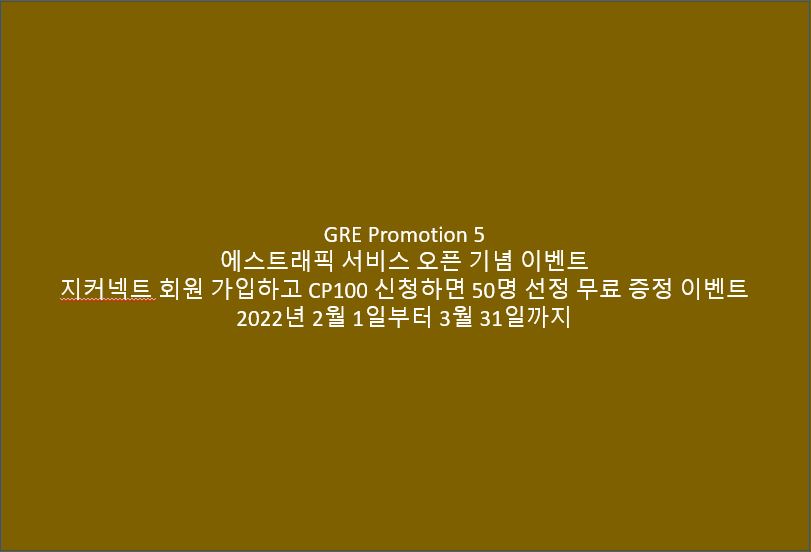 GRE Promotion 5
에스트래픽 서비스 오픈 기념 이벤트
지커넥트 회원 가입하고 CP100 신청하면 50명 선정 무료 증정 이벤트
2022년 2월 1일부터 3월 31일까지